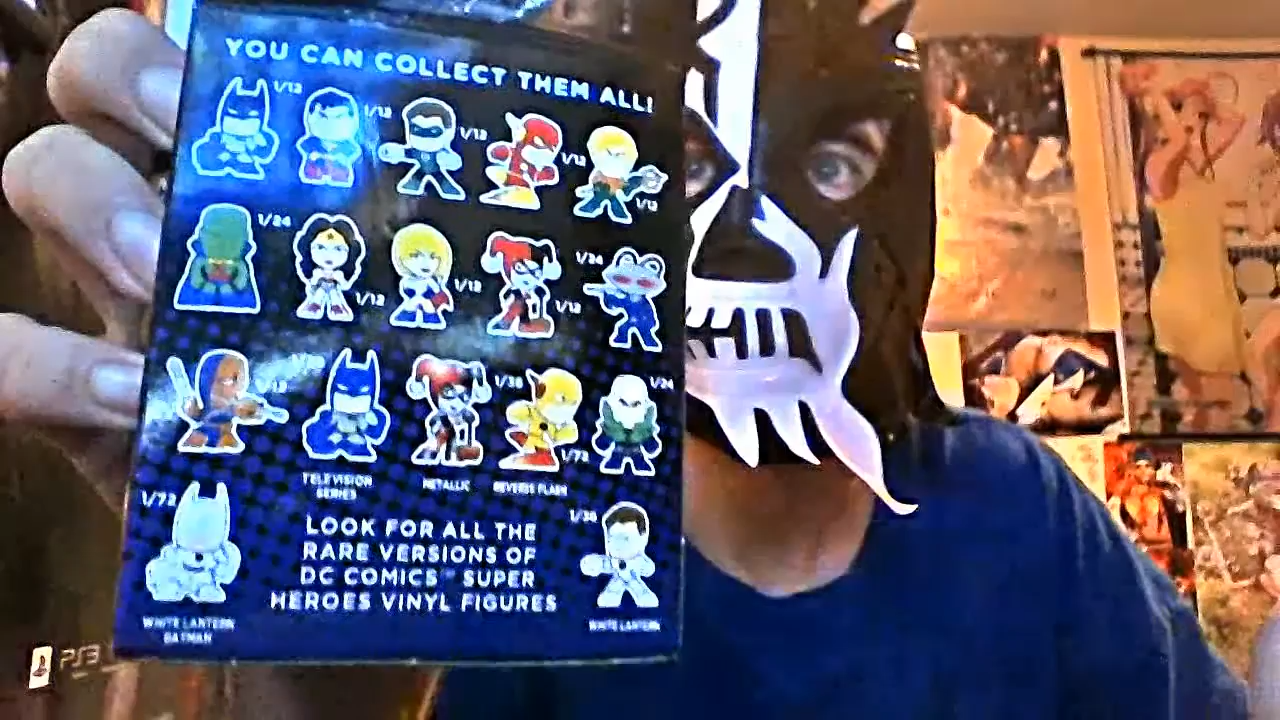 YOU CAN COLLECT THEM ALL!
1/12
1/12
1/12
1/12
1/12
1/24
1/12
1/12
1/12
1/24
1/12
1/36
1/72
1/24
TELEVISION
SERIES
METALLIC
REVERSE FLASH
1/72
LOOK FOR ALL THE
RARE VERSIONS OF
DC COMICS™ SUPER
HEROES VINYL FIGURES
1/36
WHITE LANTERN
BATMAN
WHITE LANTERN
PS3